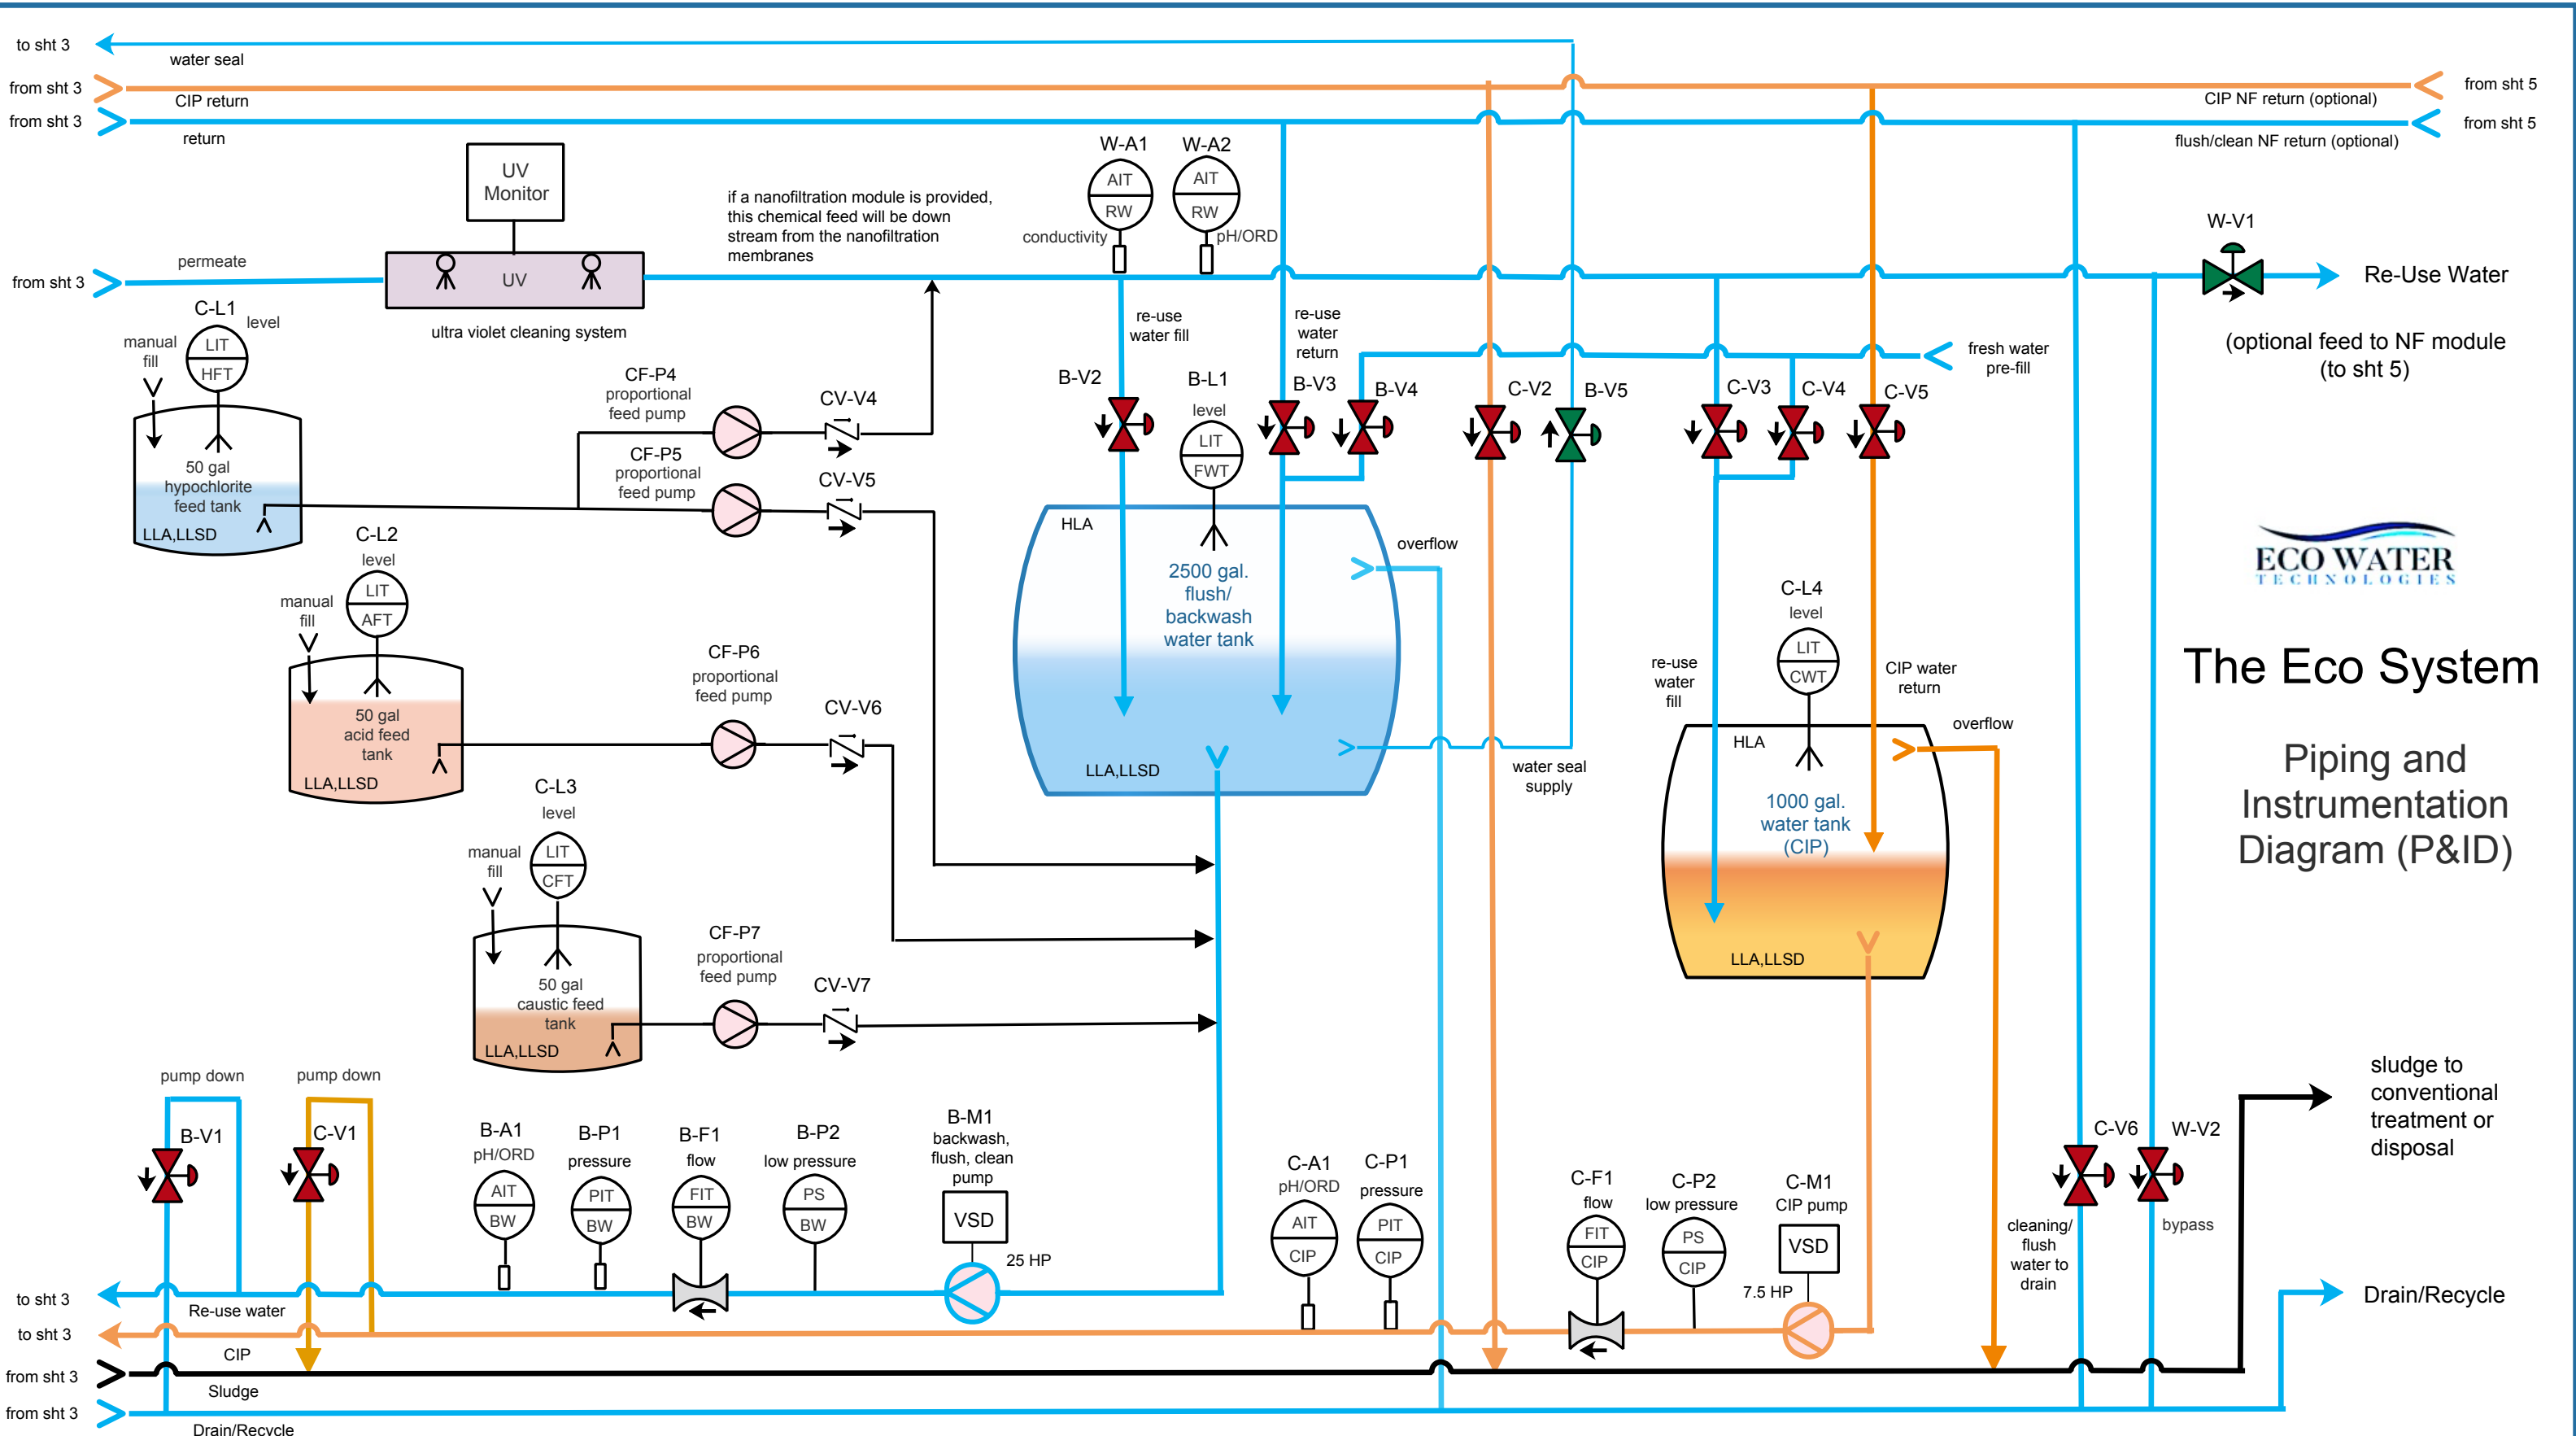 to sht 3
water seal
from sht 3
CIP return
from sht 3
return
from sht 5
CIP NF return (optional)
from sht 5
flush/clean NF return (optional)
UV
Monitor
if a nanofiltration module is provided,
this chemical feed will be down
stream from the nanofiltration
membranes
W-A1
AIT
RW
conductivity
W-A2
AIT
RW
pH/ORD
W-V1
from sht 3
permeate
UV
ultra violet cleaning system
Re-Use Water
(optional feed to NF module
(to sht 5)
C-L1
level
LIT
HFT
manual
fill
50 gal
hypochlorite
feed tank
LLA,LLSD
CF-P4
proportional
feed pump
CV-V4
CF-P5
proportional
feed pump
CV-V5
re-use
water fill
B-V2
B-L1
level
LIT
FWT
re-use
water
return
B-V3
B-V4
C-V2
B-V5
C-V3
C-V4
C-V5
fresh water
pre-fill
C-L2
level
LIT
AFT
manual
fill
50 gal
acid feed
tank
LLA,LLSD
CF-P6
proportional
feed pump
CV-V6
HLA
2500 gal.
flush/
backwash
water tank
LLA,LLSD
overflow
water seal
supply
ECO WATER
TECHNOLOGIES
The Eco System
Piping and
Instrumentation
Diagram (P&ID)
C-L4
level
LIT
CWT
re-use
water
fill
CIP water
return
overflow
HLA
1000 gal.
water tank
(CIP)
LLA,LLSD
C-L3
level
LIT
CFT
manual
fill
50 gal
caustic feed
tank
LLA,LLSD
CF-P7
proportional
feed pump
CV-V7
pump down
B-V1
pump down
C-V1
B-A1
pH/ORD
AIT
BW
B-P1
pressure
PIT
BW
B-F1
flow
FIT
BW
B-P2
low pressure
PS
BW
B-M1
backwash,
flush, clean
pump
VSD
25 HP
C-A1
pH/ORD
AIT
CIP
C-P1
pressure
PIT
CIP
C-F1
flow
FIT
CIP
C-P2
low pressure
PS
CIP
C-M1
CIP pump
VSD
7.5 HP
C-V6
cleaning/
flush
water to
drain
W-V2
bypass
sludge to
conventional
treatment or
disposal
Drain/Recycle
to sht 3
Re-use water
to sht 3
CIP
from sht 3
Sludge
from sht 3
Drain/Recycle